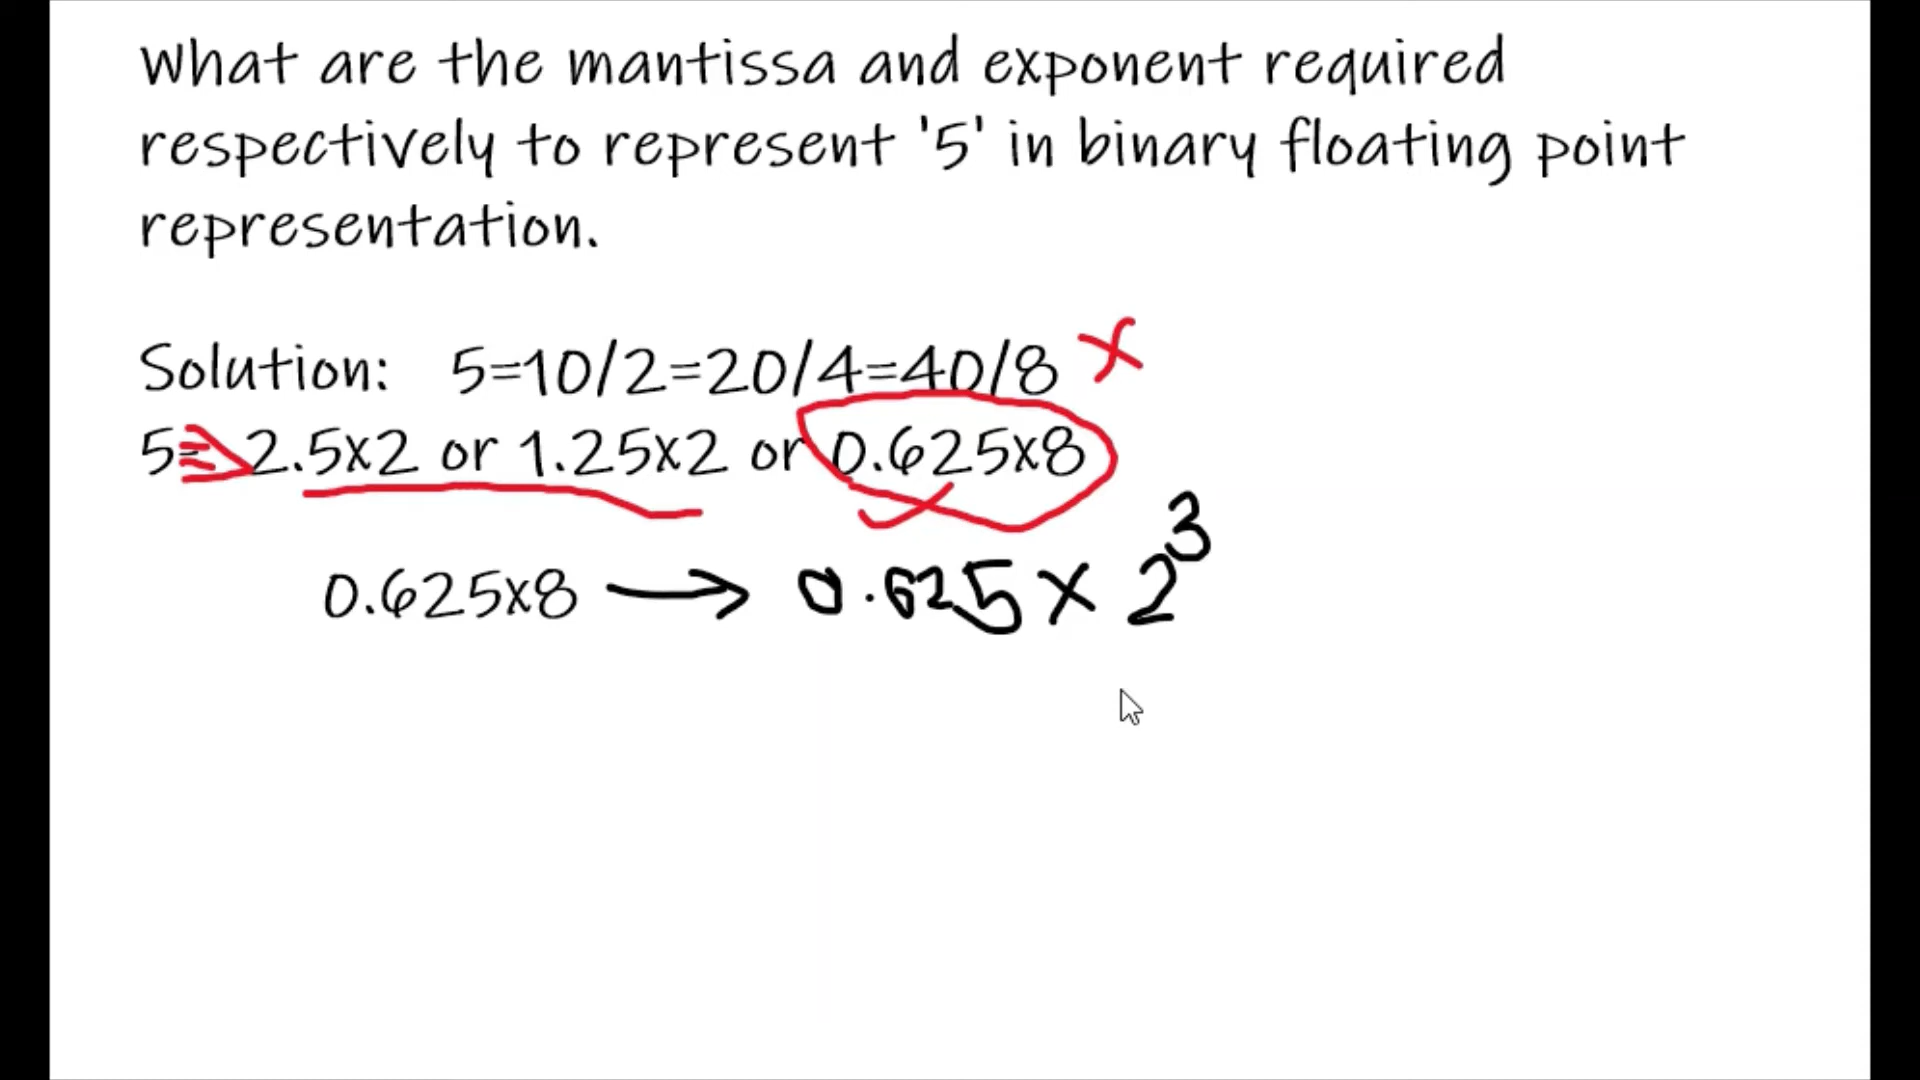 What are the mantissa and exponent required
respectively to represent '5' in binary floating point
representation.
Solution: 5=10/2=20/4=40/8 x
5= 2.5x2 or 1.25x2 or 0.625x8
0.625x8 → 0.625 x 2³